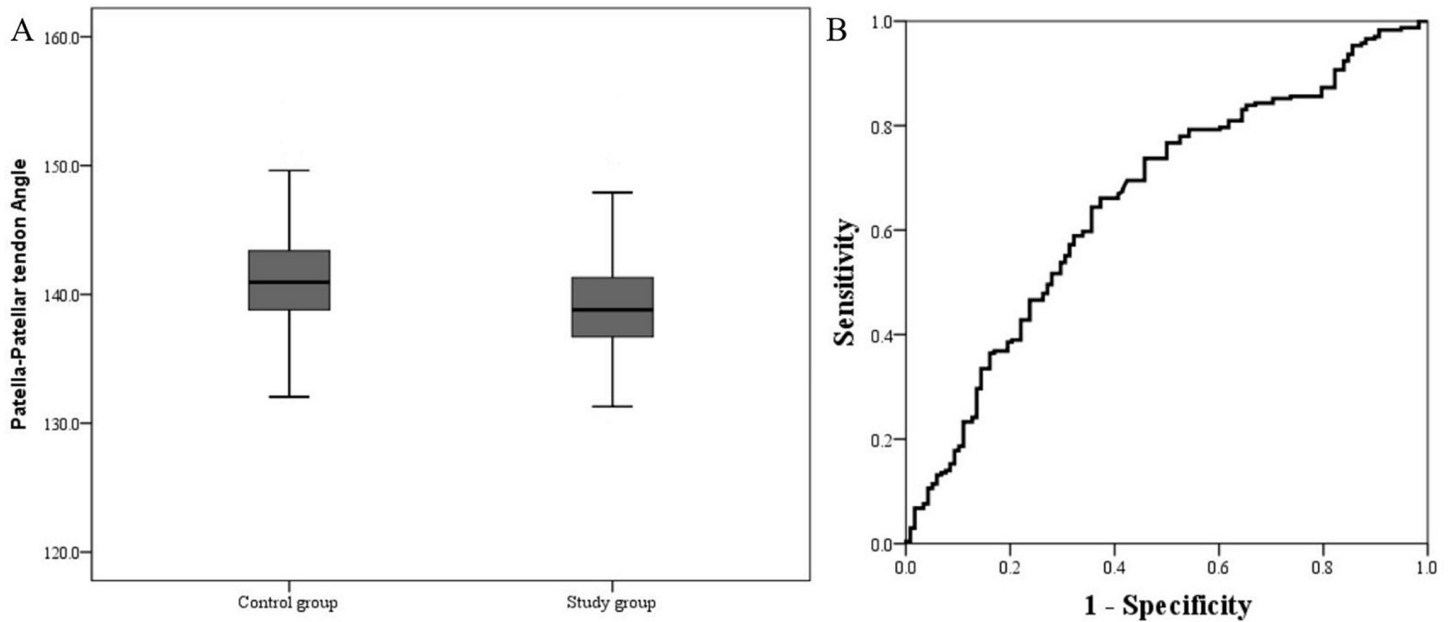 A
B
Patella-Patellar tendon Angle
160.0
150.0
140.0
130.0
120.0
Control group
Study group
Sensitivity
1.0
0.8
0.6
0.4
0.2
0.0
0.0 0.2 0.4 0.6 0.8 1.0
1 - Specificity